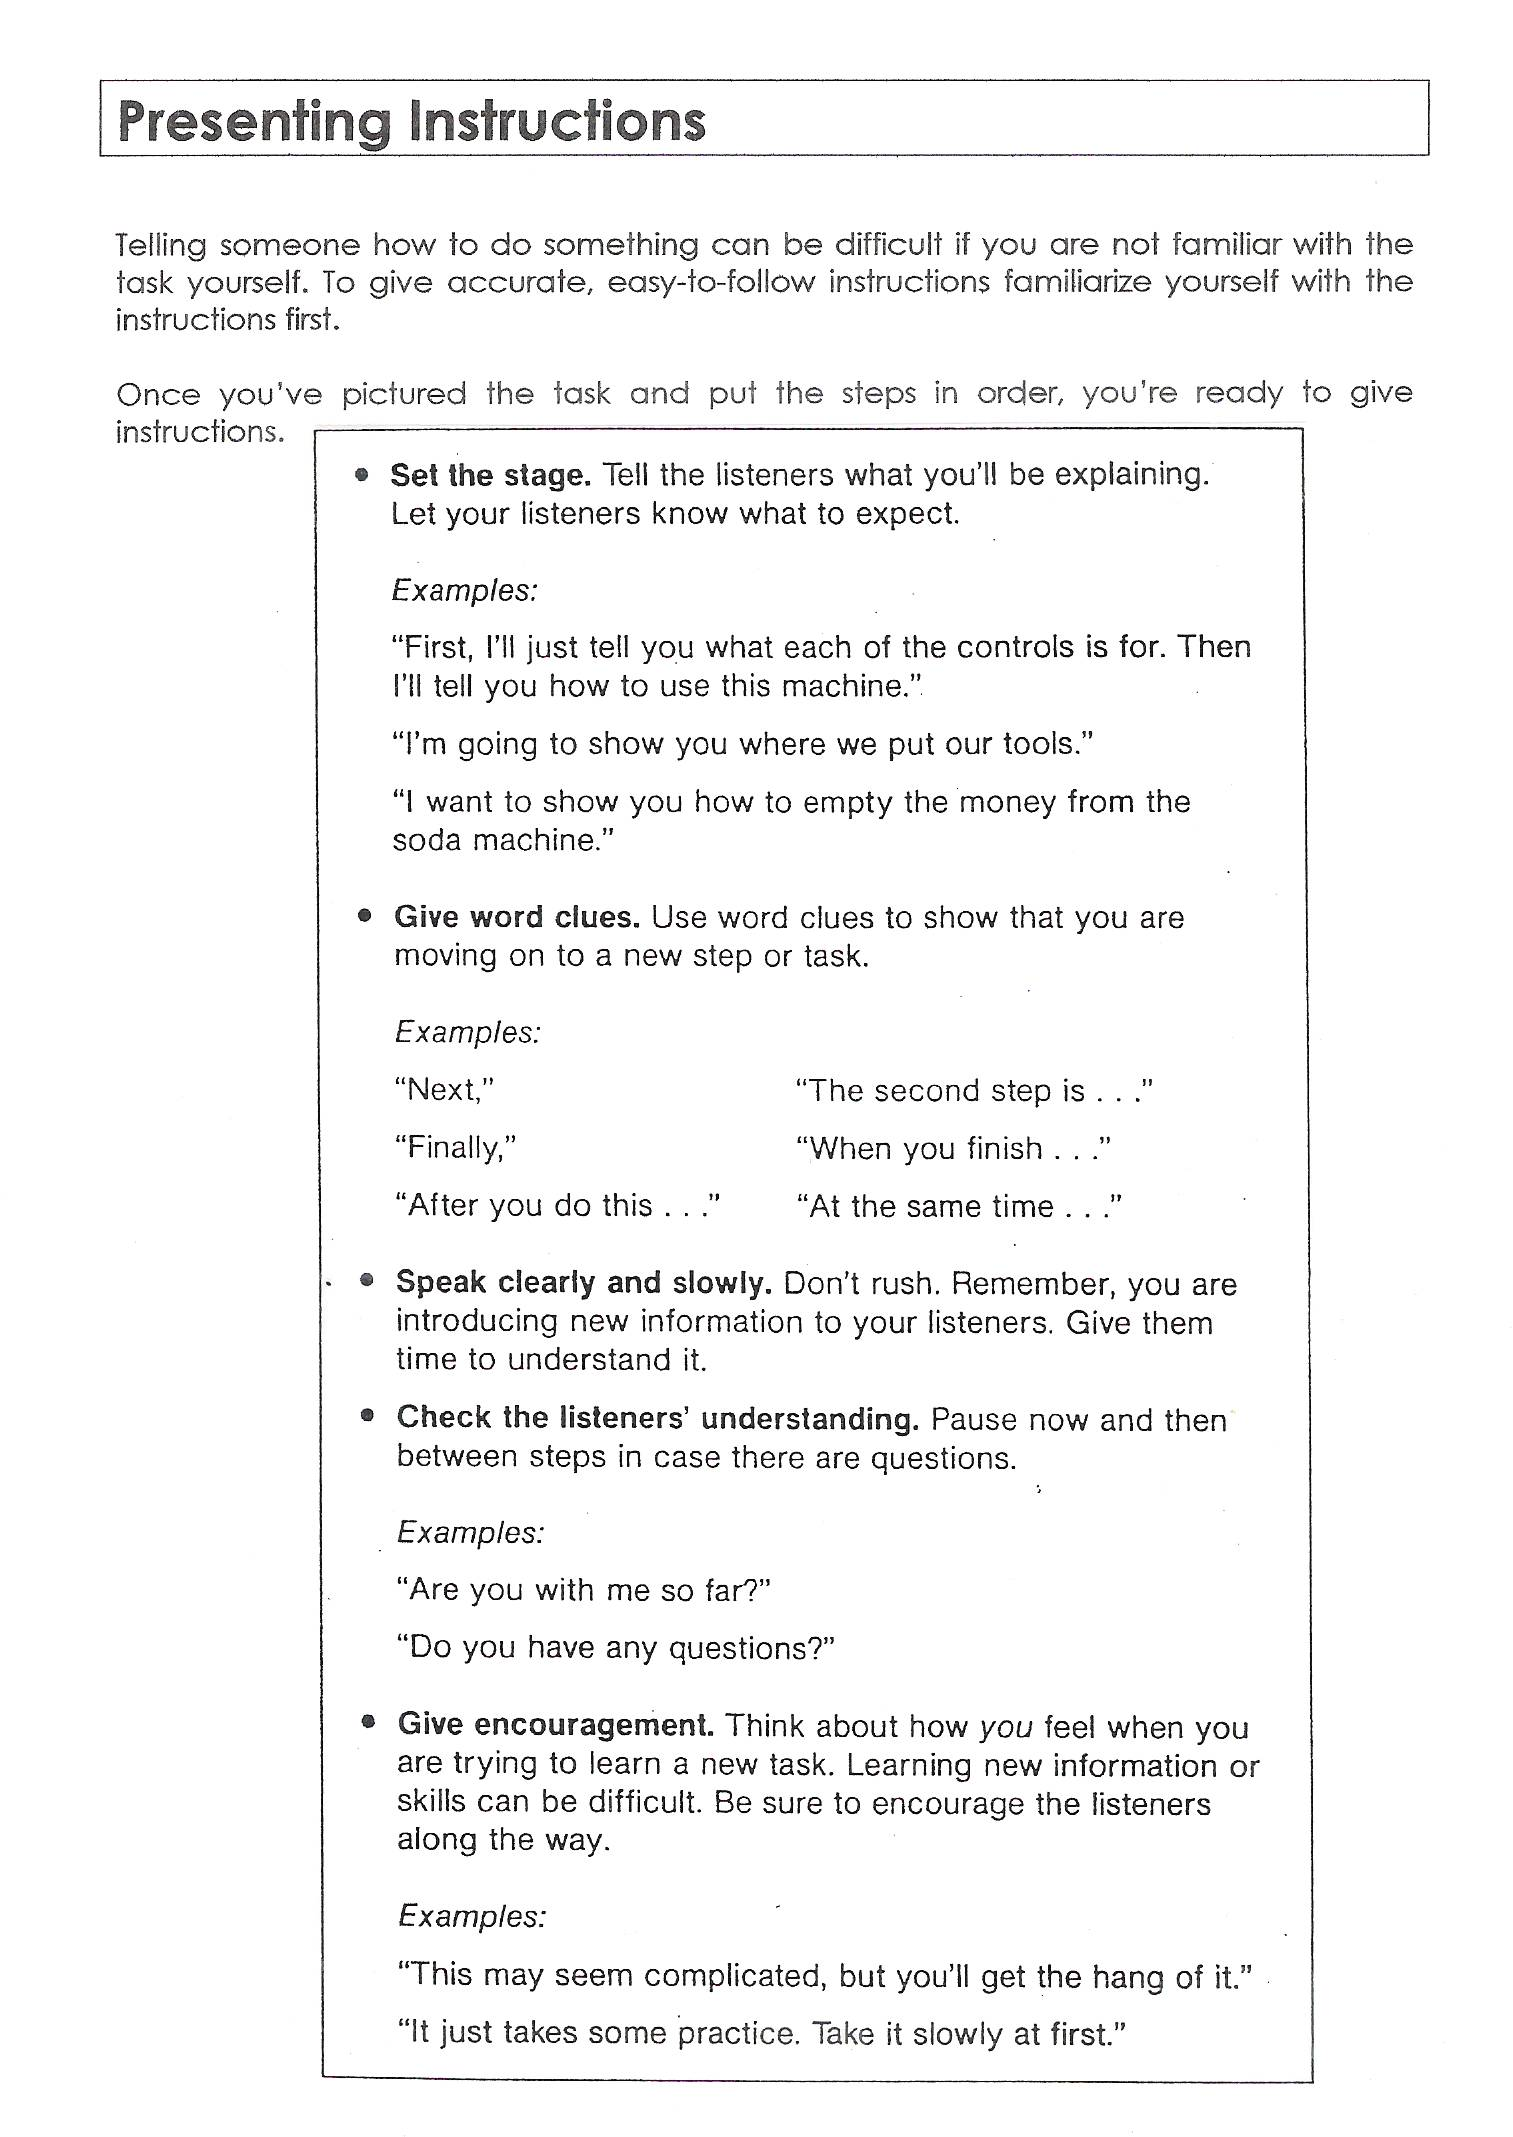 Presenting Instructions
Telling someone how to do something can be difficult if you are not familiar with the
task yourself. To give accurate, easy-to-follow instructions familiarize yourself with the
instructions first.
Once you've pictured the task and put the steps in order, you're ready to give
instructions.
• Set the stage. Tell the listeners what you'll be explaining.
Let your listeners know what to expect.
Examples:
“First, I'll just tell you what each of the controls is for. Then
I'll tell you how to use this machine.”
“I'm going to show you where we put our tools.”
“I want to show you how to empty the money from the
soda machine.”
• Give word clues. Use word clues to show that you are
moving on to a new step or task.
Examples:
“Next,” “The second step is . . .”
“Finally,” “When you finish . . .”
“After you do this . . .” “At the same time . . .”
• Speak clearly and slowly. Don't rush. Remember, you are
introducing new information to your listeners. Give them
time to understand it.
• Check the listeners' understanding. Pause now and then
between steps in case there are questions.
Examples:
“Are you with me so far?”
“Do you have any questions?”
• Give encouragement. Think about how you feel when you
are trying to learn a new task. Learning new information or
skills can be difficult. Be sure to encourage the listeners
along the way.
Examples:
“This may seem complicated, but you'll get the hang of it.”
“It just takes some practice. Take it slowly at first.”